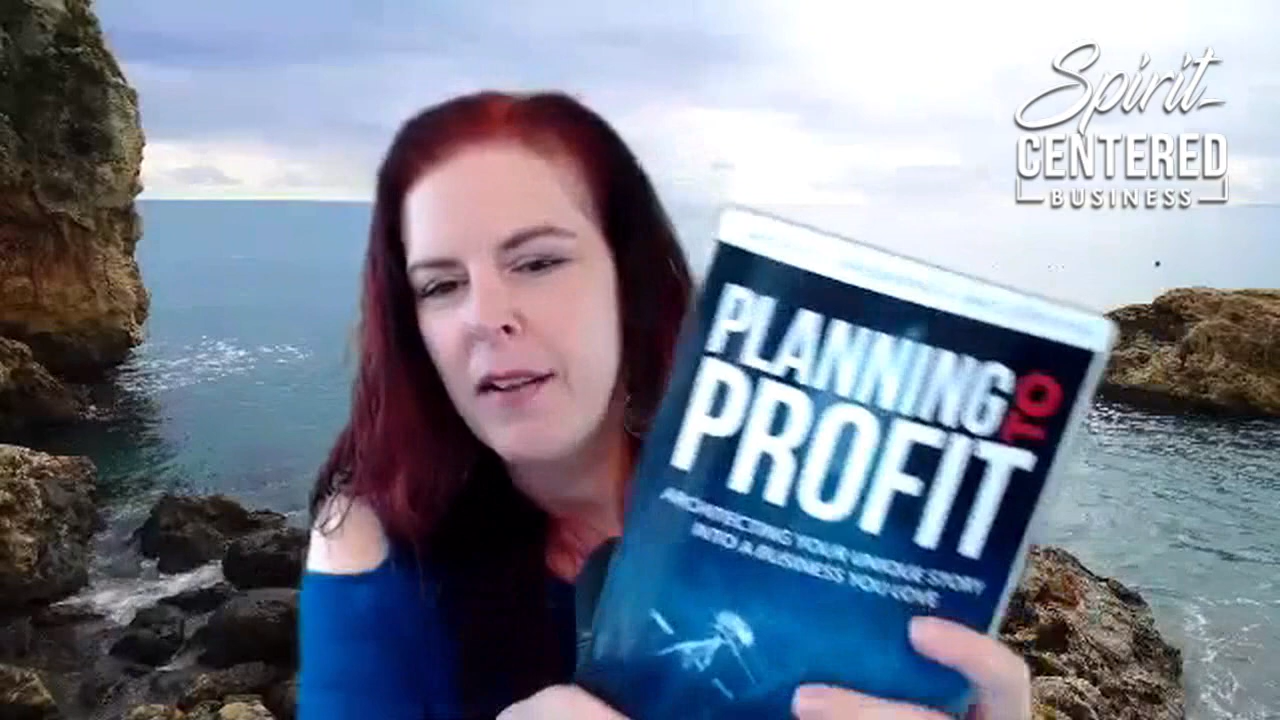 Spirit-
CENTERED
BUSINESS
PLANNING TO
PROFIT
ARCHITECTING YOUR UNIQUE STORY
INTO A BUSINESS YOU LOVE